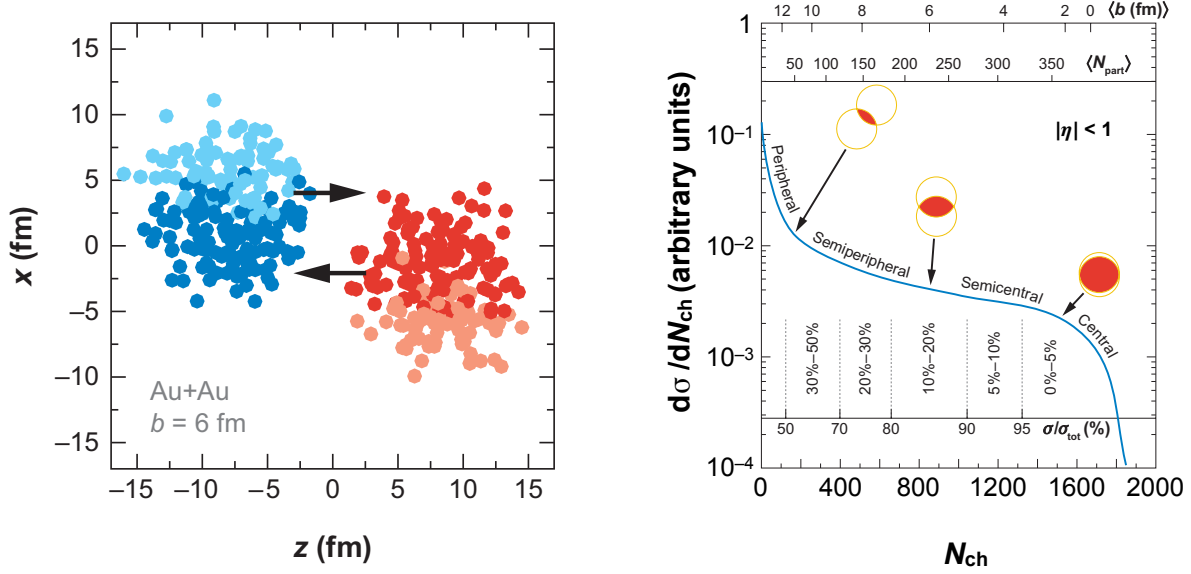 15
10
5
0
−5
−10
−15
x (fm)
Au+Au
b = 6 fm
−15 −10 −5 0 5 10 15
z (fm)
12 10 8 6 4 2 0 ⟨b (fm)⟩
50 100 150 200 250 300 350 ⟨Npart⟩
|η| < 1
1
10−1
10−2
10−3
10−4
dσ/dNch (arbitrary units)
Peripheral
Semiperipheral
Semicentral
Central
30%–50%
20%–30%
10%–20%
5%–10%
0%–5%
50 70 80 90 95 σ/σtot (%)
0 400 800 1200 1600 2000
Nch